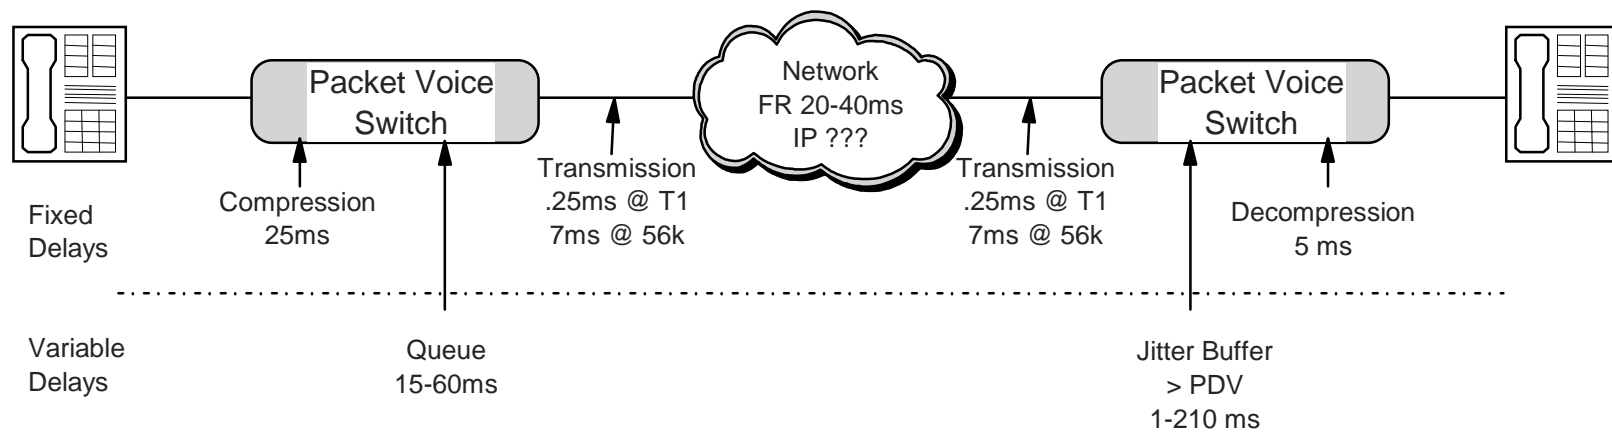 Packet Voice
Switch
Network
FR 20-40ms
IP ???
Packet Voice
Switch
Fixed
Delays
Compression
25ms
Transmission
.25ms @ T1
7ms @ 56k
Transmission
.25ms @ T1
7ms @ 56k
Decompression
5 ms
Variable
Delays
Queue
15-60ms
Jitter Buffer
> PDV
1-210 ms